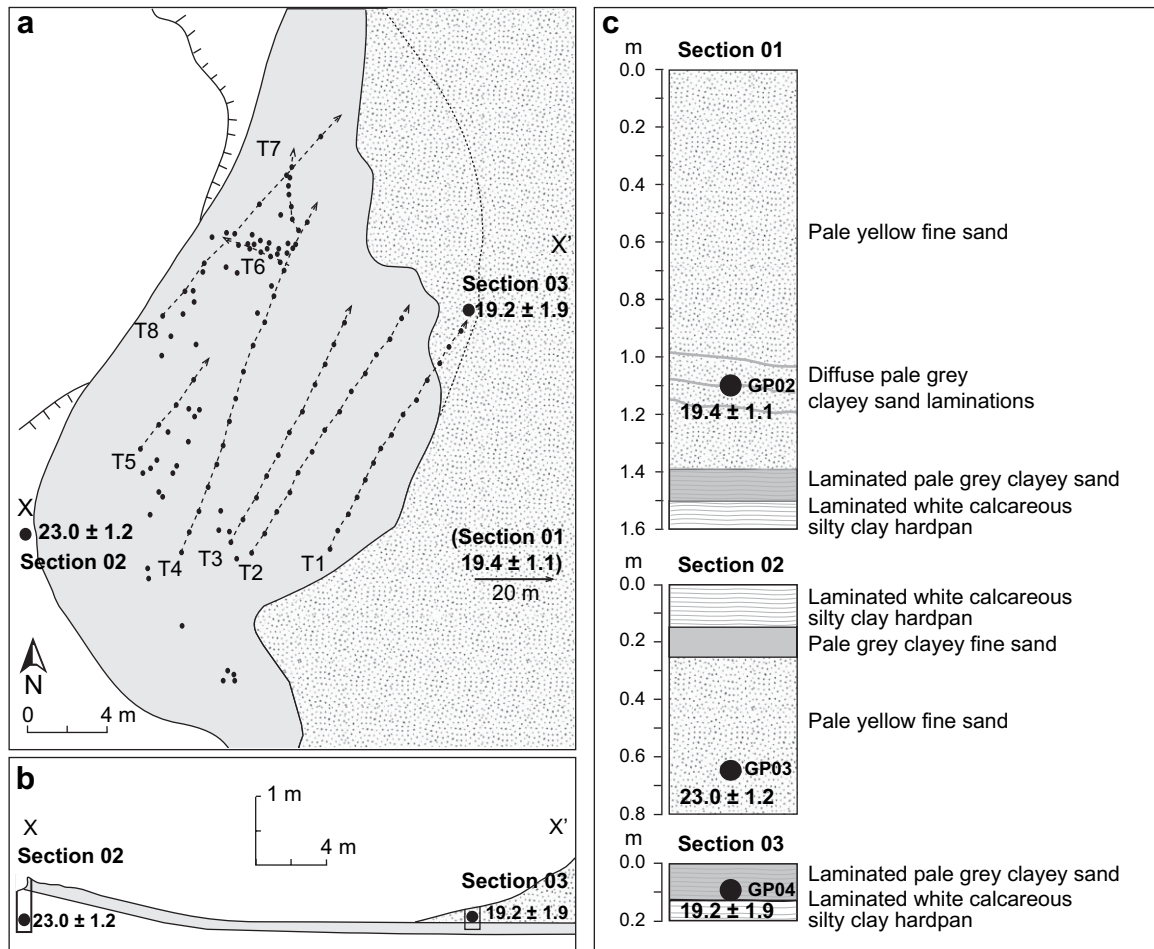 a
T7
T6
X'
Section 03
19.2 ± 1.9
T8
T5
X
23.0 ± 1.2
Section 02
T4
T3
T2
T1
(Section 01
19.4 ± 1.1)
20 m
N
0 4 m
b
1 m
4 m
X
X'
Section 02
Section 03
23.0 ± 1.2
19.2 ± 1.9
c
m
Section 01
0.0
0.2
0.4
0.6
0.8
1.0
1.2
1.4
1.6
Pale yellow fine sand
Diffuse pale grey
clayey sand laminations
GP02
19.4 ± 1.1
Laminated pale grey clayey sand
Laminated white calcareous
silty clay hardpan
m
Section 02
0.0
0.2
0.4
0.6
0.8
Laminated white calcareous
silty clay hardpan
Pale grey clayey fine sand
Pale yellow fine sand
GP03
23.0 ± 1.2
m
Section 03
0.0
0.2
Laminated pale grey clayey sand
GP04
Laminated white calcareous
19.2 ± 1.9
silty clay hardpan